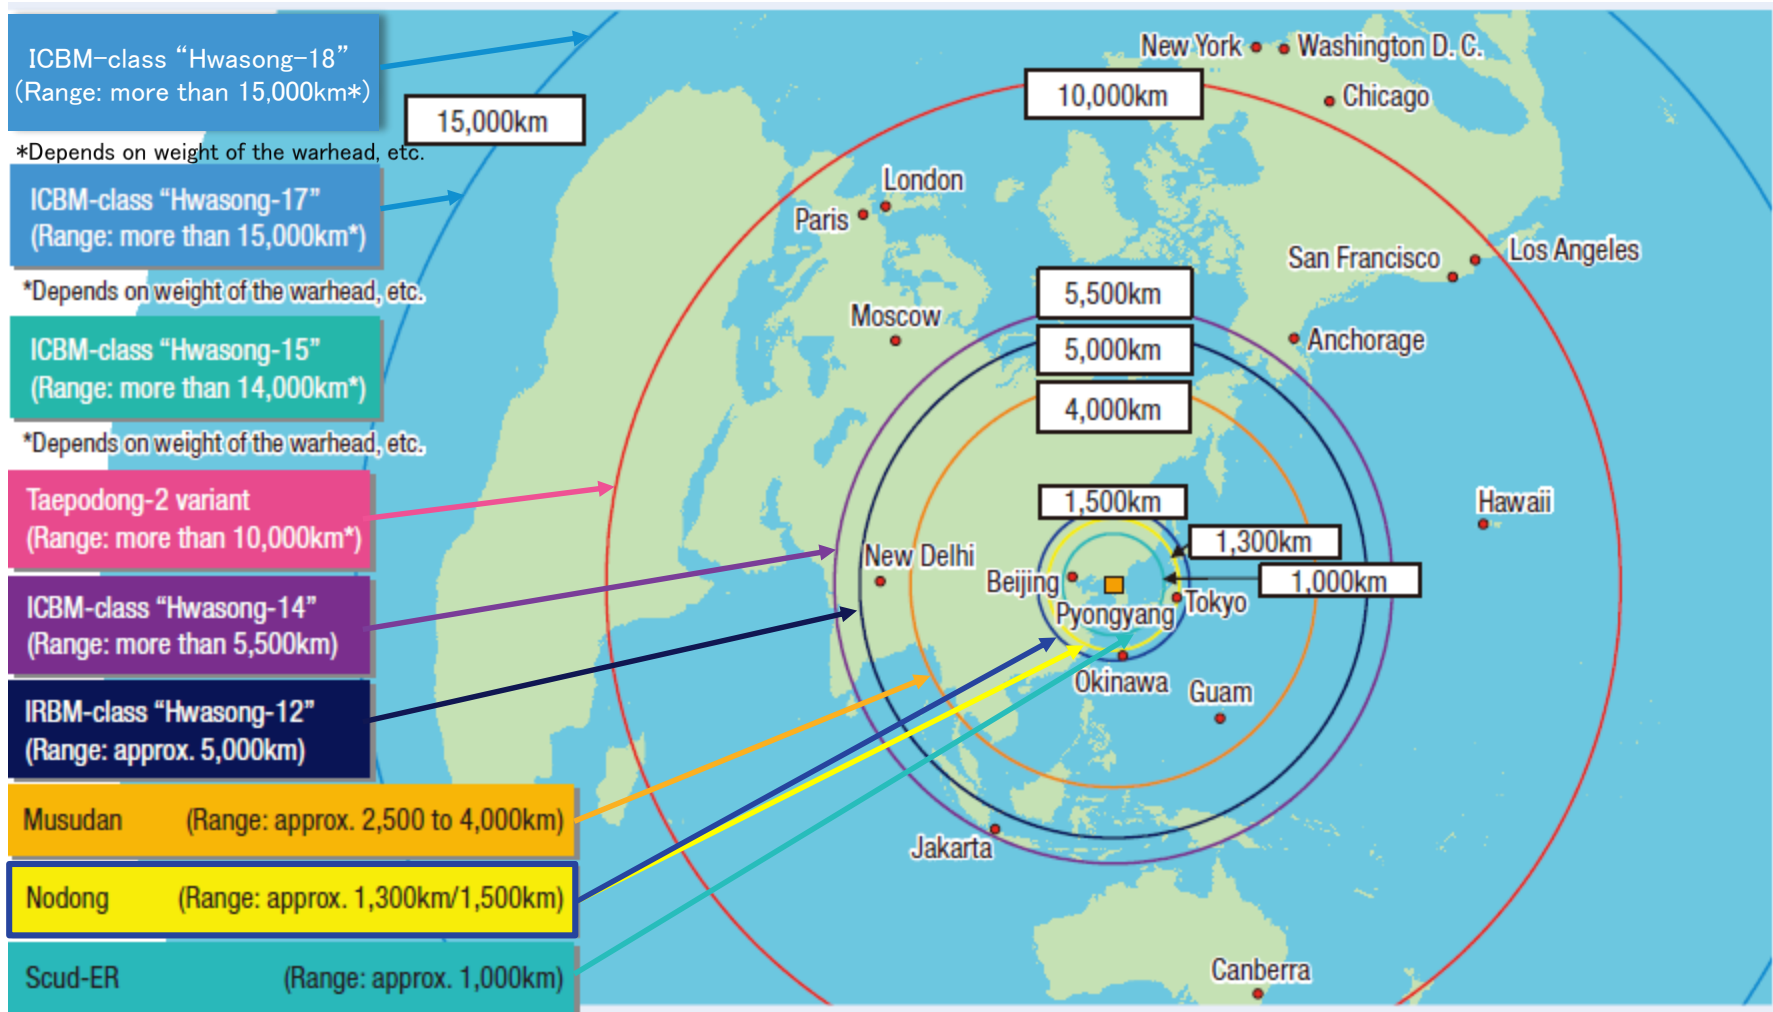 ICBM-class “Hwasong-18”
(Range: more than 15,000km*)
*Depends on weight of the warhead, etc.
ICBM-class “Hwasong-17”
(Range: more than 15,000km*)
*Depends on weight of the warhead, etc.
ICBM-class “Hwasong-15”
(Range: more than 14,000km*)
*Depends on weight of the warhead, etc.
Taepodong-2 variant
(Range: more than 10,000km*)
ICBM-class “Hwasong-14”
(Range: more than 5,500km)
IRBM-class “Hwasong-12”
(Range: approx. 5,000km)
Musudan (Range: approx. 2,500 to 4,000km)
Nodong (Range: approx. 1,300km/1,500km)
Scud-ER (Range: approx. 1,000km)
15,000km
10,000km
New York
Washington D. C.
Chicago
London
Paris
San Francisco
Los Angeles
5,500km
Moscow
5,000km
Anchorage
4,000km
1,500km
Hawaii
1,300km
New Delhi
Beijing
1,000km
Pyongyang
Tokyo
Okinawa
Guam
Jakarta
Canberra